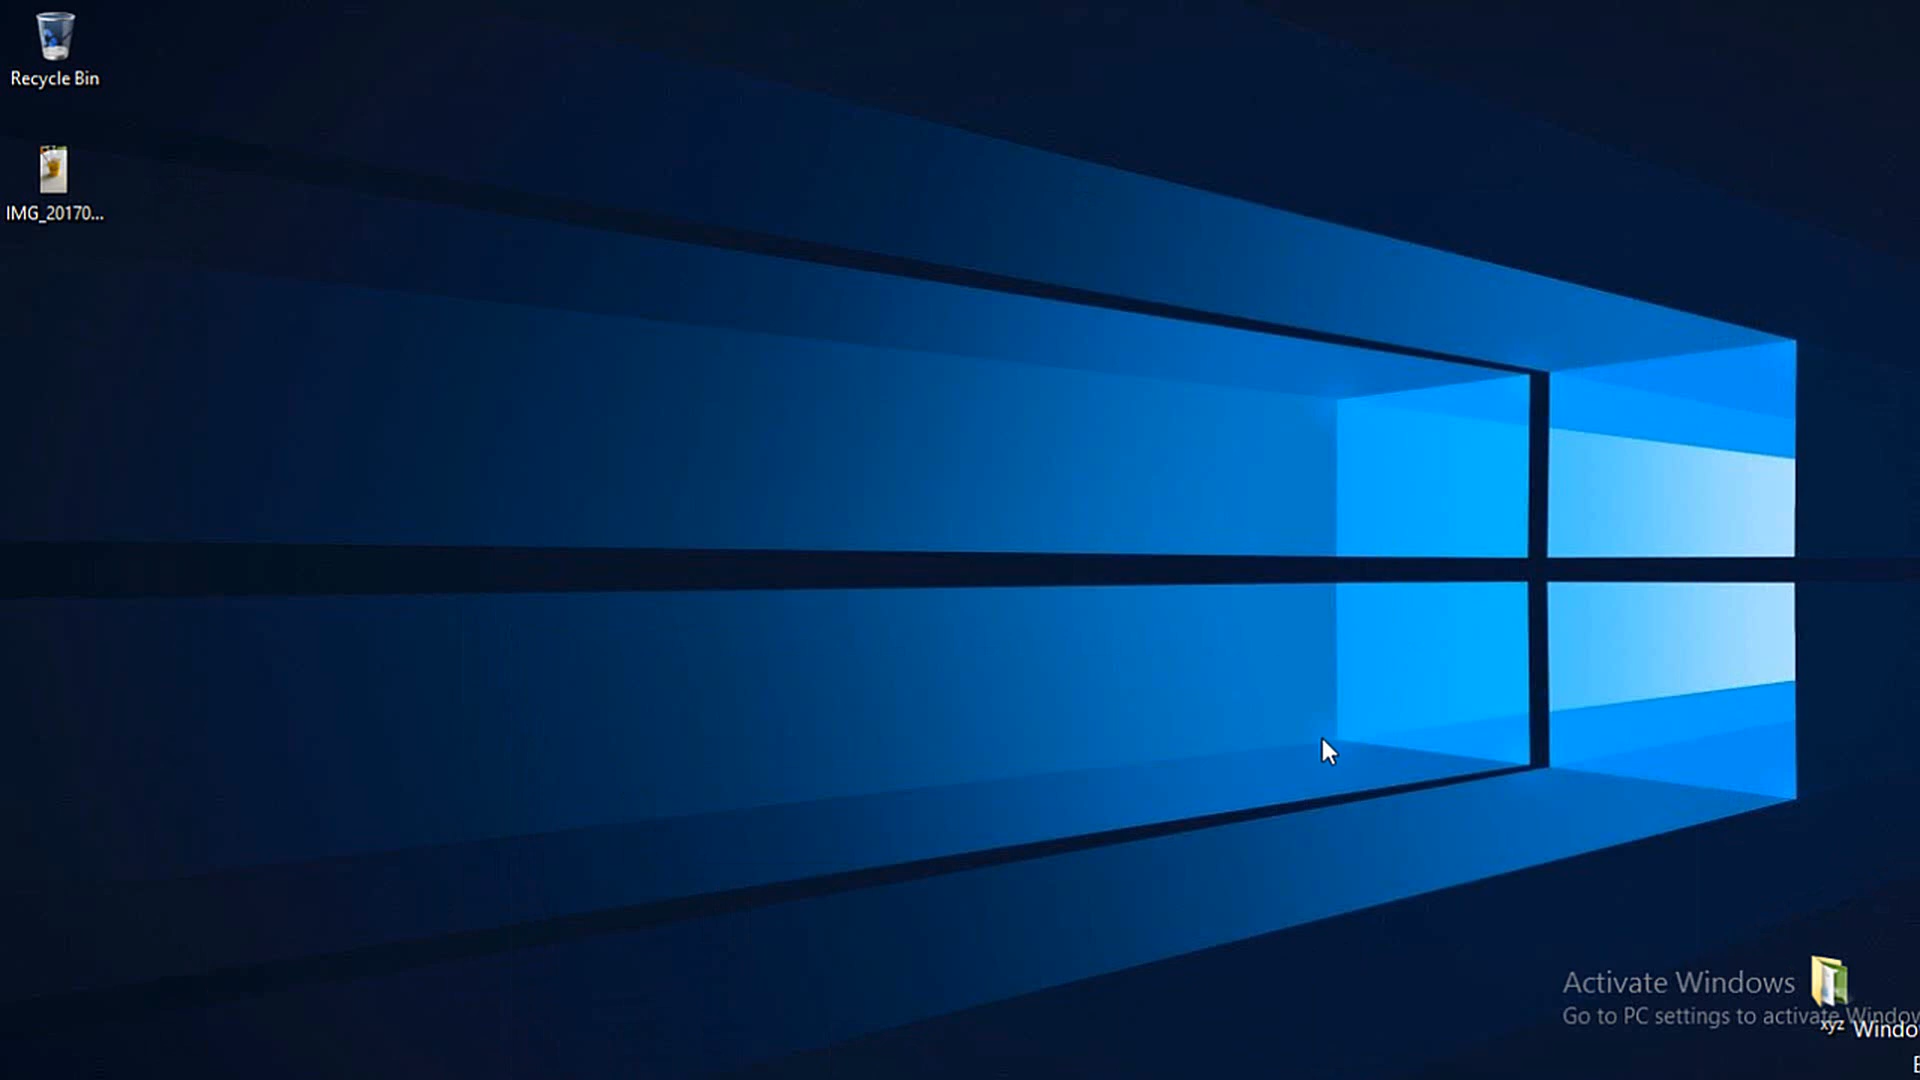 Recycle Bin
IMG_20170...
Activate Windows
Go to PC settings to activate Windows
xyz
Windo